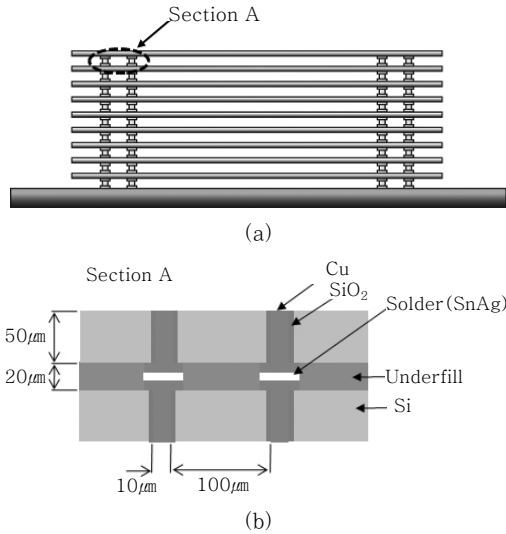 Section A
(a)
Section A
Cu
SiO₂
Solder(SnAg)
50㎛
20㎛
Underfill
Si
10㎛
100㎛
(b)